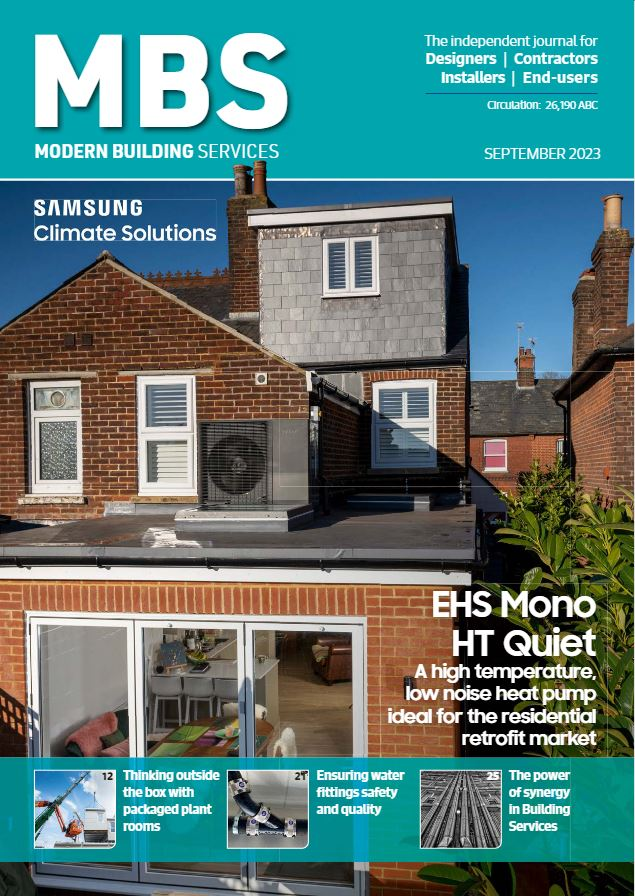 MBS
MODERN BUILDING SERVICES
The independent journal for
Designers | Contractors
Installers | End-users
Circulation: 26,190 ABC
SEPTEMBER 2023
SAMSUNG
Climate Solutions
EHS Mono
HT Quiet
A high temperature,
low noise heat pump
ideal for the residential
retrofit market
12
Thinking outside
the box with
packaged plant
rooms
21
Ensuring water
fittings safety
and quality
25
The power
of synergy
in Building
Services